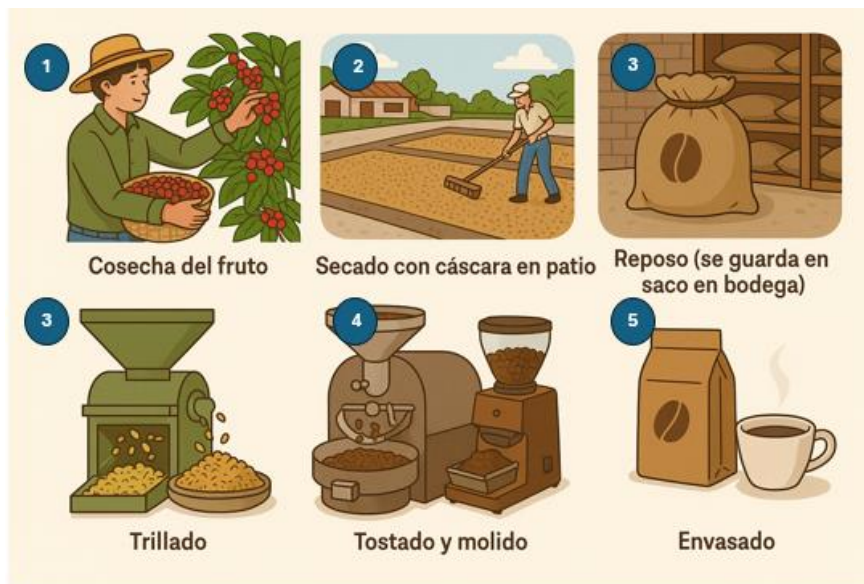 1
2
3
Cosecha del fruto
Secado con cáscara en patio
Reposo (se guarda en
saco en bodega)
3
4
5
Trillado
Tostado y molido
Envasado